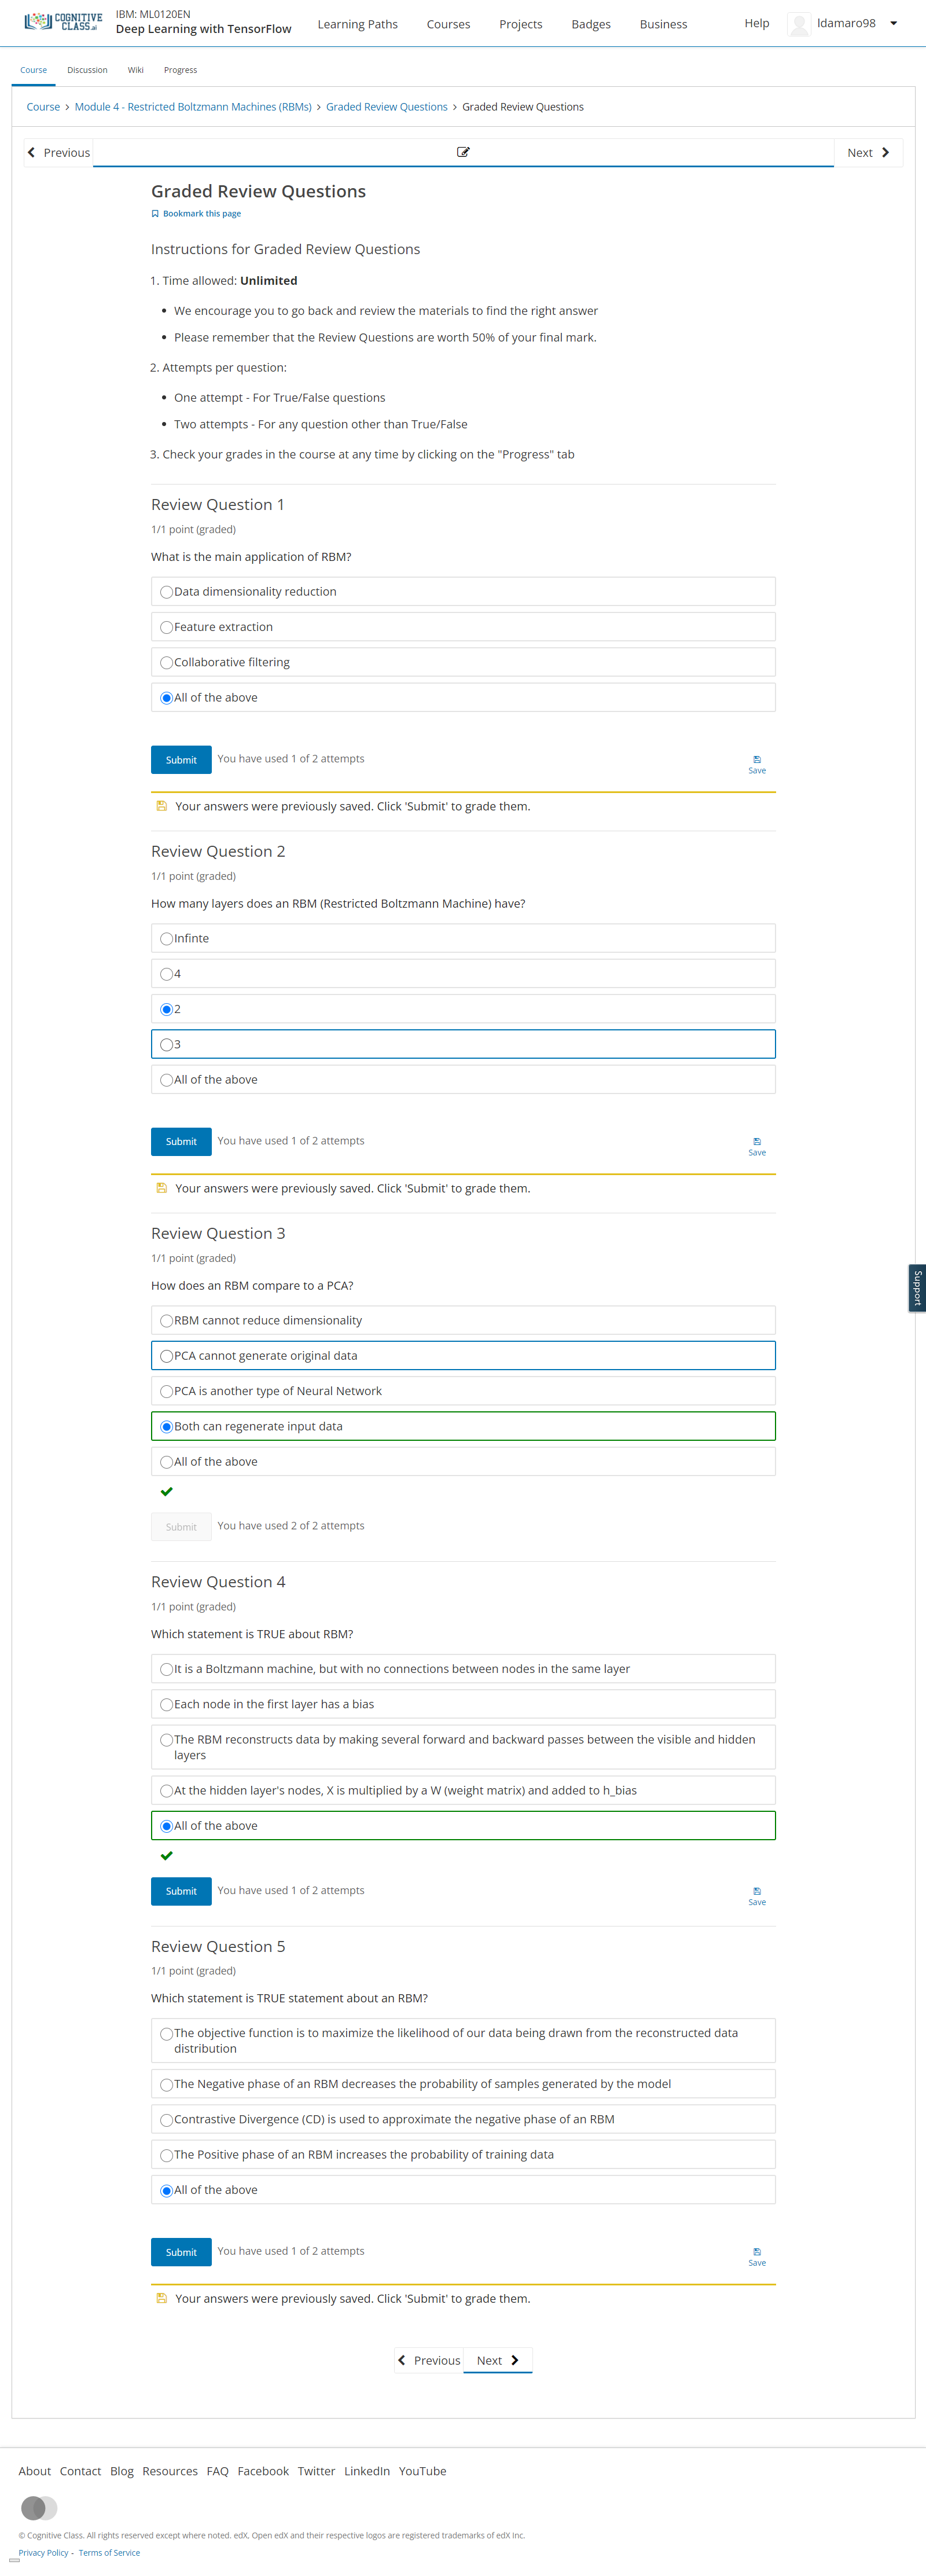 COGNITIVE
CLASS.ai
IBM: ML0120EN
Deep Learning with TensorFlow
Learning Paths
Courses
Projects
Badges
Business
Help
ldamaro98
Course
Discussion
Wiki
Progress
Course > Module 4 - Restricted Boltzmann Machines (RBMs) > Graded Review Questions > Graded Review Questions
Previous
Next
Graded Review Questions
Bookmark this page
Instructions for Graded Review Questions
1. Time allowed: Unlimited
• We encourage you to go back and review the materials to find the right answer
• Please remember that the Review Questions are worth 50% of your final mark.
2. Attempts per question:
• One attempt - For True/False questions
• Two attempts - For any question other than True/False
3. Check your grades in the course at any time by clicking on the "Progress" tab
Review Question 1
1/1 point (graded)
What is the main application of RBM?
Data dimensionality reduction
Feature extraction
Collaborative filtering
All of the above
Submit
You have used 1 of 2 attempts
Save
Your answers were previously saved. Click 'Submit' to grade them.
Review Question 2
1/1 point (graded)
How many layers does an RBM (Restricted Boltzmann Machine) have?
Infinte
4
2
3
All of the above
Submit
You have used 1 of 2 attempts
Save
Your answers were previously saved. Click 'Submit' to grade them.
Review Question 3
1/1 point (graded)
How does an RBM compare to a PCA?
RBM cannot reduce dimensionality
PCA cannot generate original data
PCA is another type of Neural Network
Both can regenerate input data
All of the above
Submit
You have used 2 of 2 attempts
Support
Review Question 4
1/1 point (graded)
Which statement is TRUE about RBM?
It is a Boltzmann machine, but with no connections between nodes in the same layer
Each node in the first layer has a bias
The RBM reconstructs data by making several forward and backward passes between the visible and hidden
layers
At the hidden layer's nodes, X is multiplied by a W (weight matrix) and added to h_bias
All of the above
Submit
You have used 1 of 2 attempts
Save
Review Question 5
1/1 point (graded)
Which statement is TRUE statement about an RBM?
The objective function is to maximize the likelihood of our data being drawn from the reconstructed data
distribution
The Negative phase of an RBM decreases the probability of samples generated by the model
Contrastive Divergence (CD) is used to approximate the negative phase of an RBM
The Positive phase of an RBM increases the probability of training data
All of the above
Submit
You have used 1 of 2 attempts
Save
Your answers were previously saved. Click 'Submit' to grade them.
Previous
Next
About Contact Blog Resources FAQ Facebook Twitter LinkedIn YouTube
© Cognitive Class. All rights reserved except where noted. edX, Open edX and their respective logos are registered trademarks of edX Inc.
Privacy Policy - Terms of Service